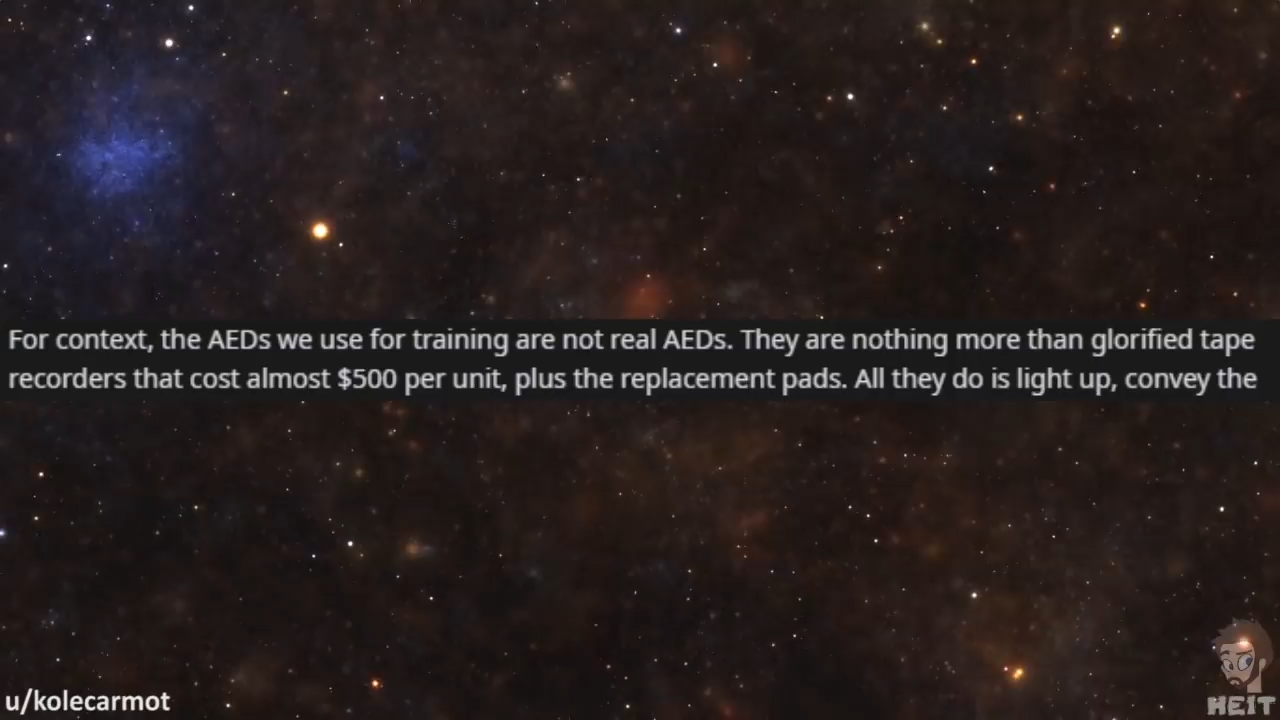 For context, the AEDs we use for training are not real AEDs. They are nothing more than glorified tape
recorders that cost almost $500 per unit, plus the replacement pads. All they do is light up, convey the
u/kolecarmot
HEIT